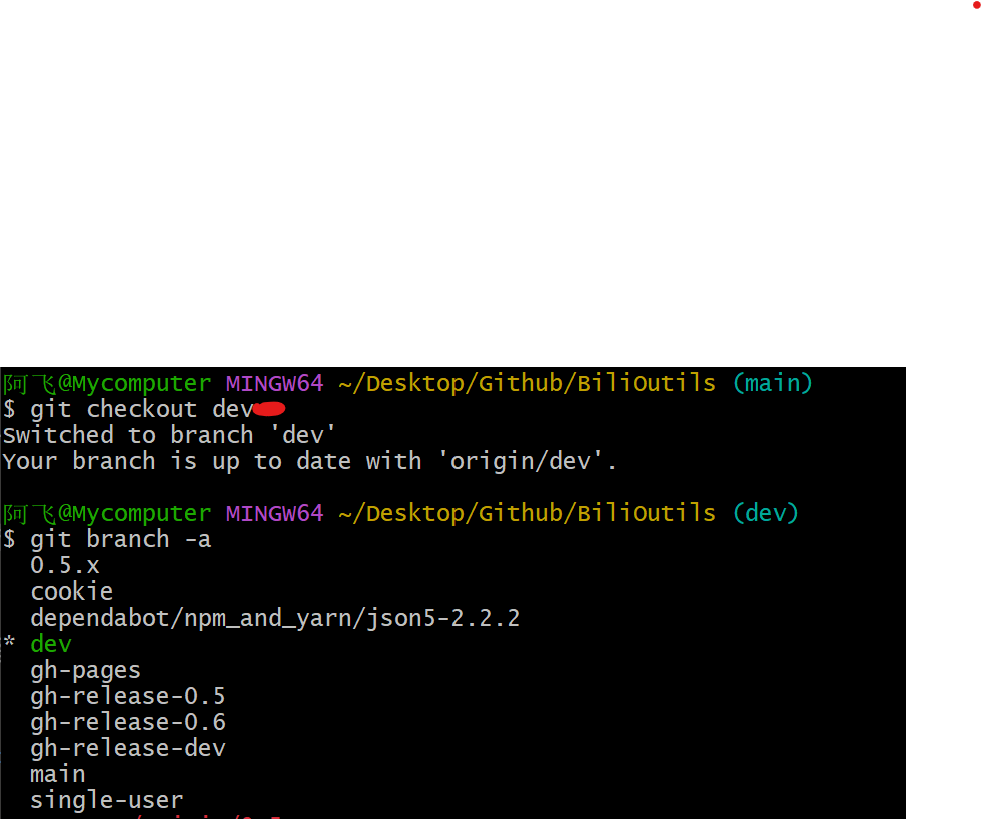 阿飞@Mycomputer MINGW64 ~/Desktop/Github/BiliOutils (main)
$ git checkout dev
Switched to branch 'dev'
Your branch is up to date with 'origin/dev'.
阿飞@Mycomputer MINGW64 ~/Desktop/Github/BiliOutils (dev)
$ git branch -a
0.5.x
cookie
dependabot/npm_and_yarn/json5-2.2.2
* dev
gh-pages
gh-release-0.5
gh-release-0.6
gh-release-dev
main
single-user